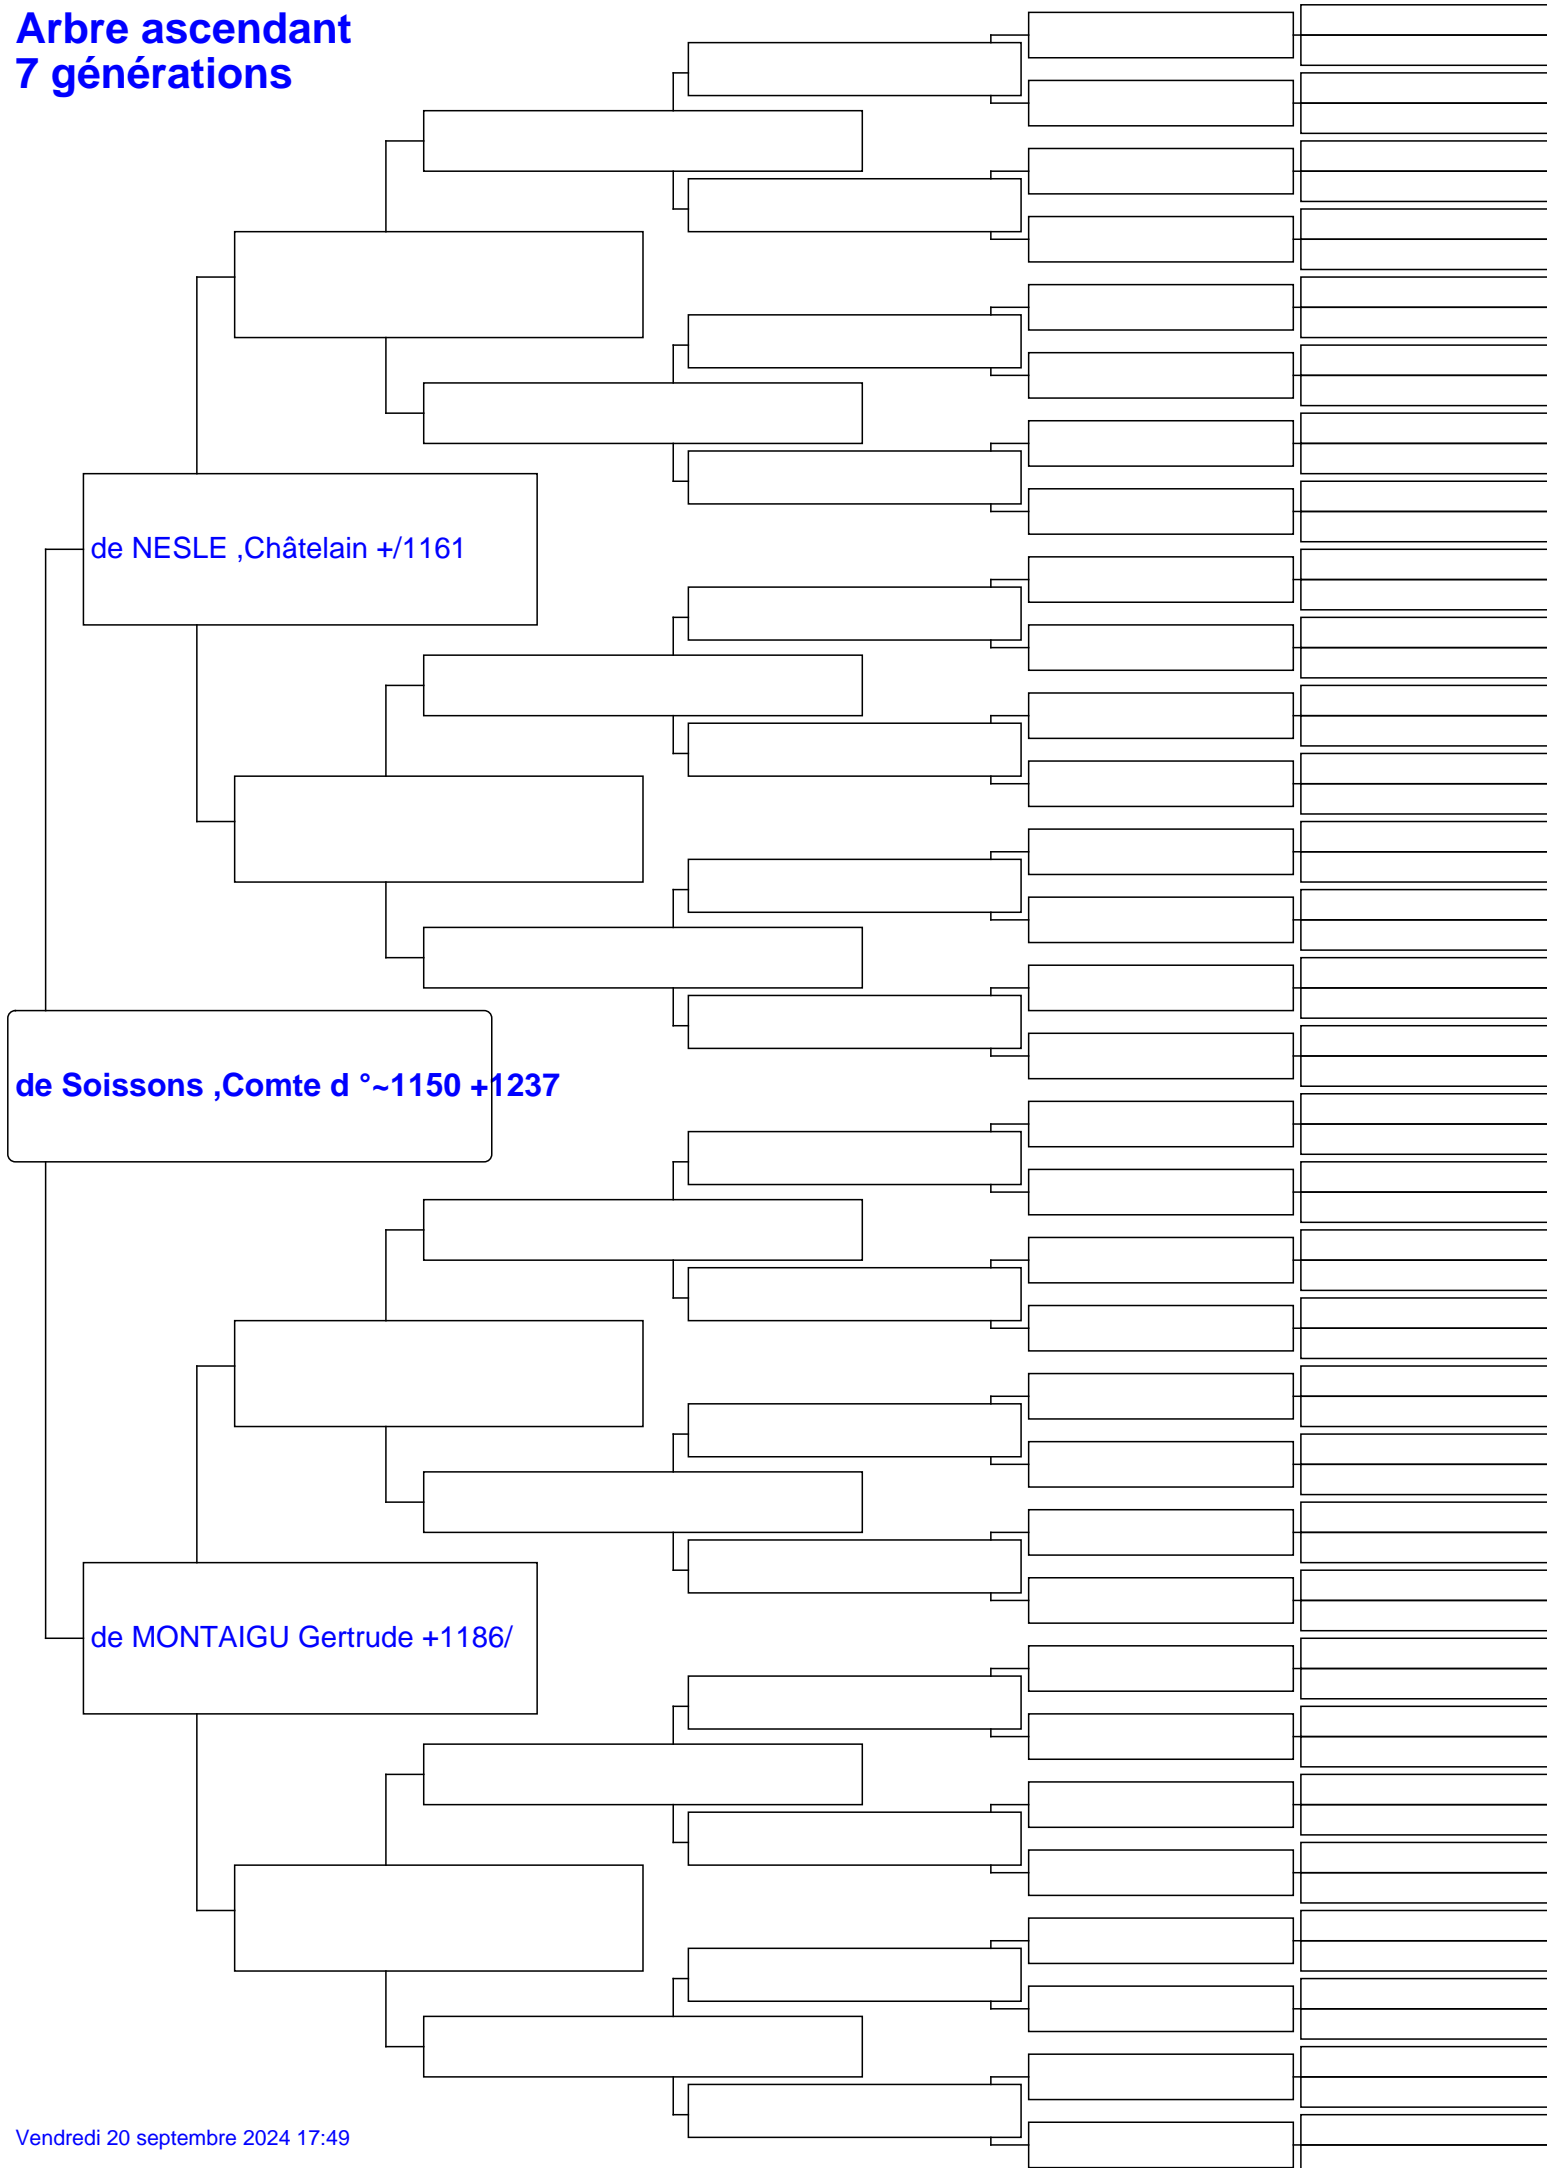 Arbre ascendant
7 générations
de NESLE ,Châtelain +/1161
de Soissons ,Comte d °~1150 +1237
de MONTAIGU Gertrude +1186/
Vendredi 20 septembre 2024 17:49